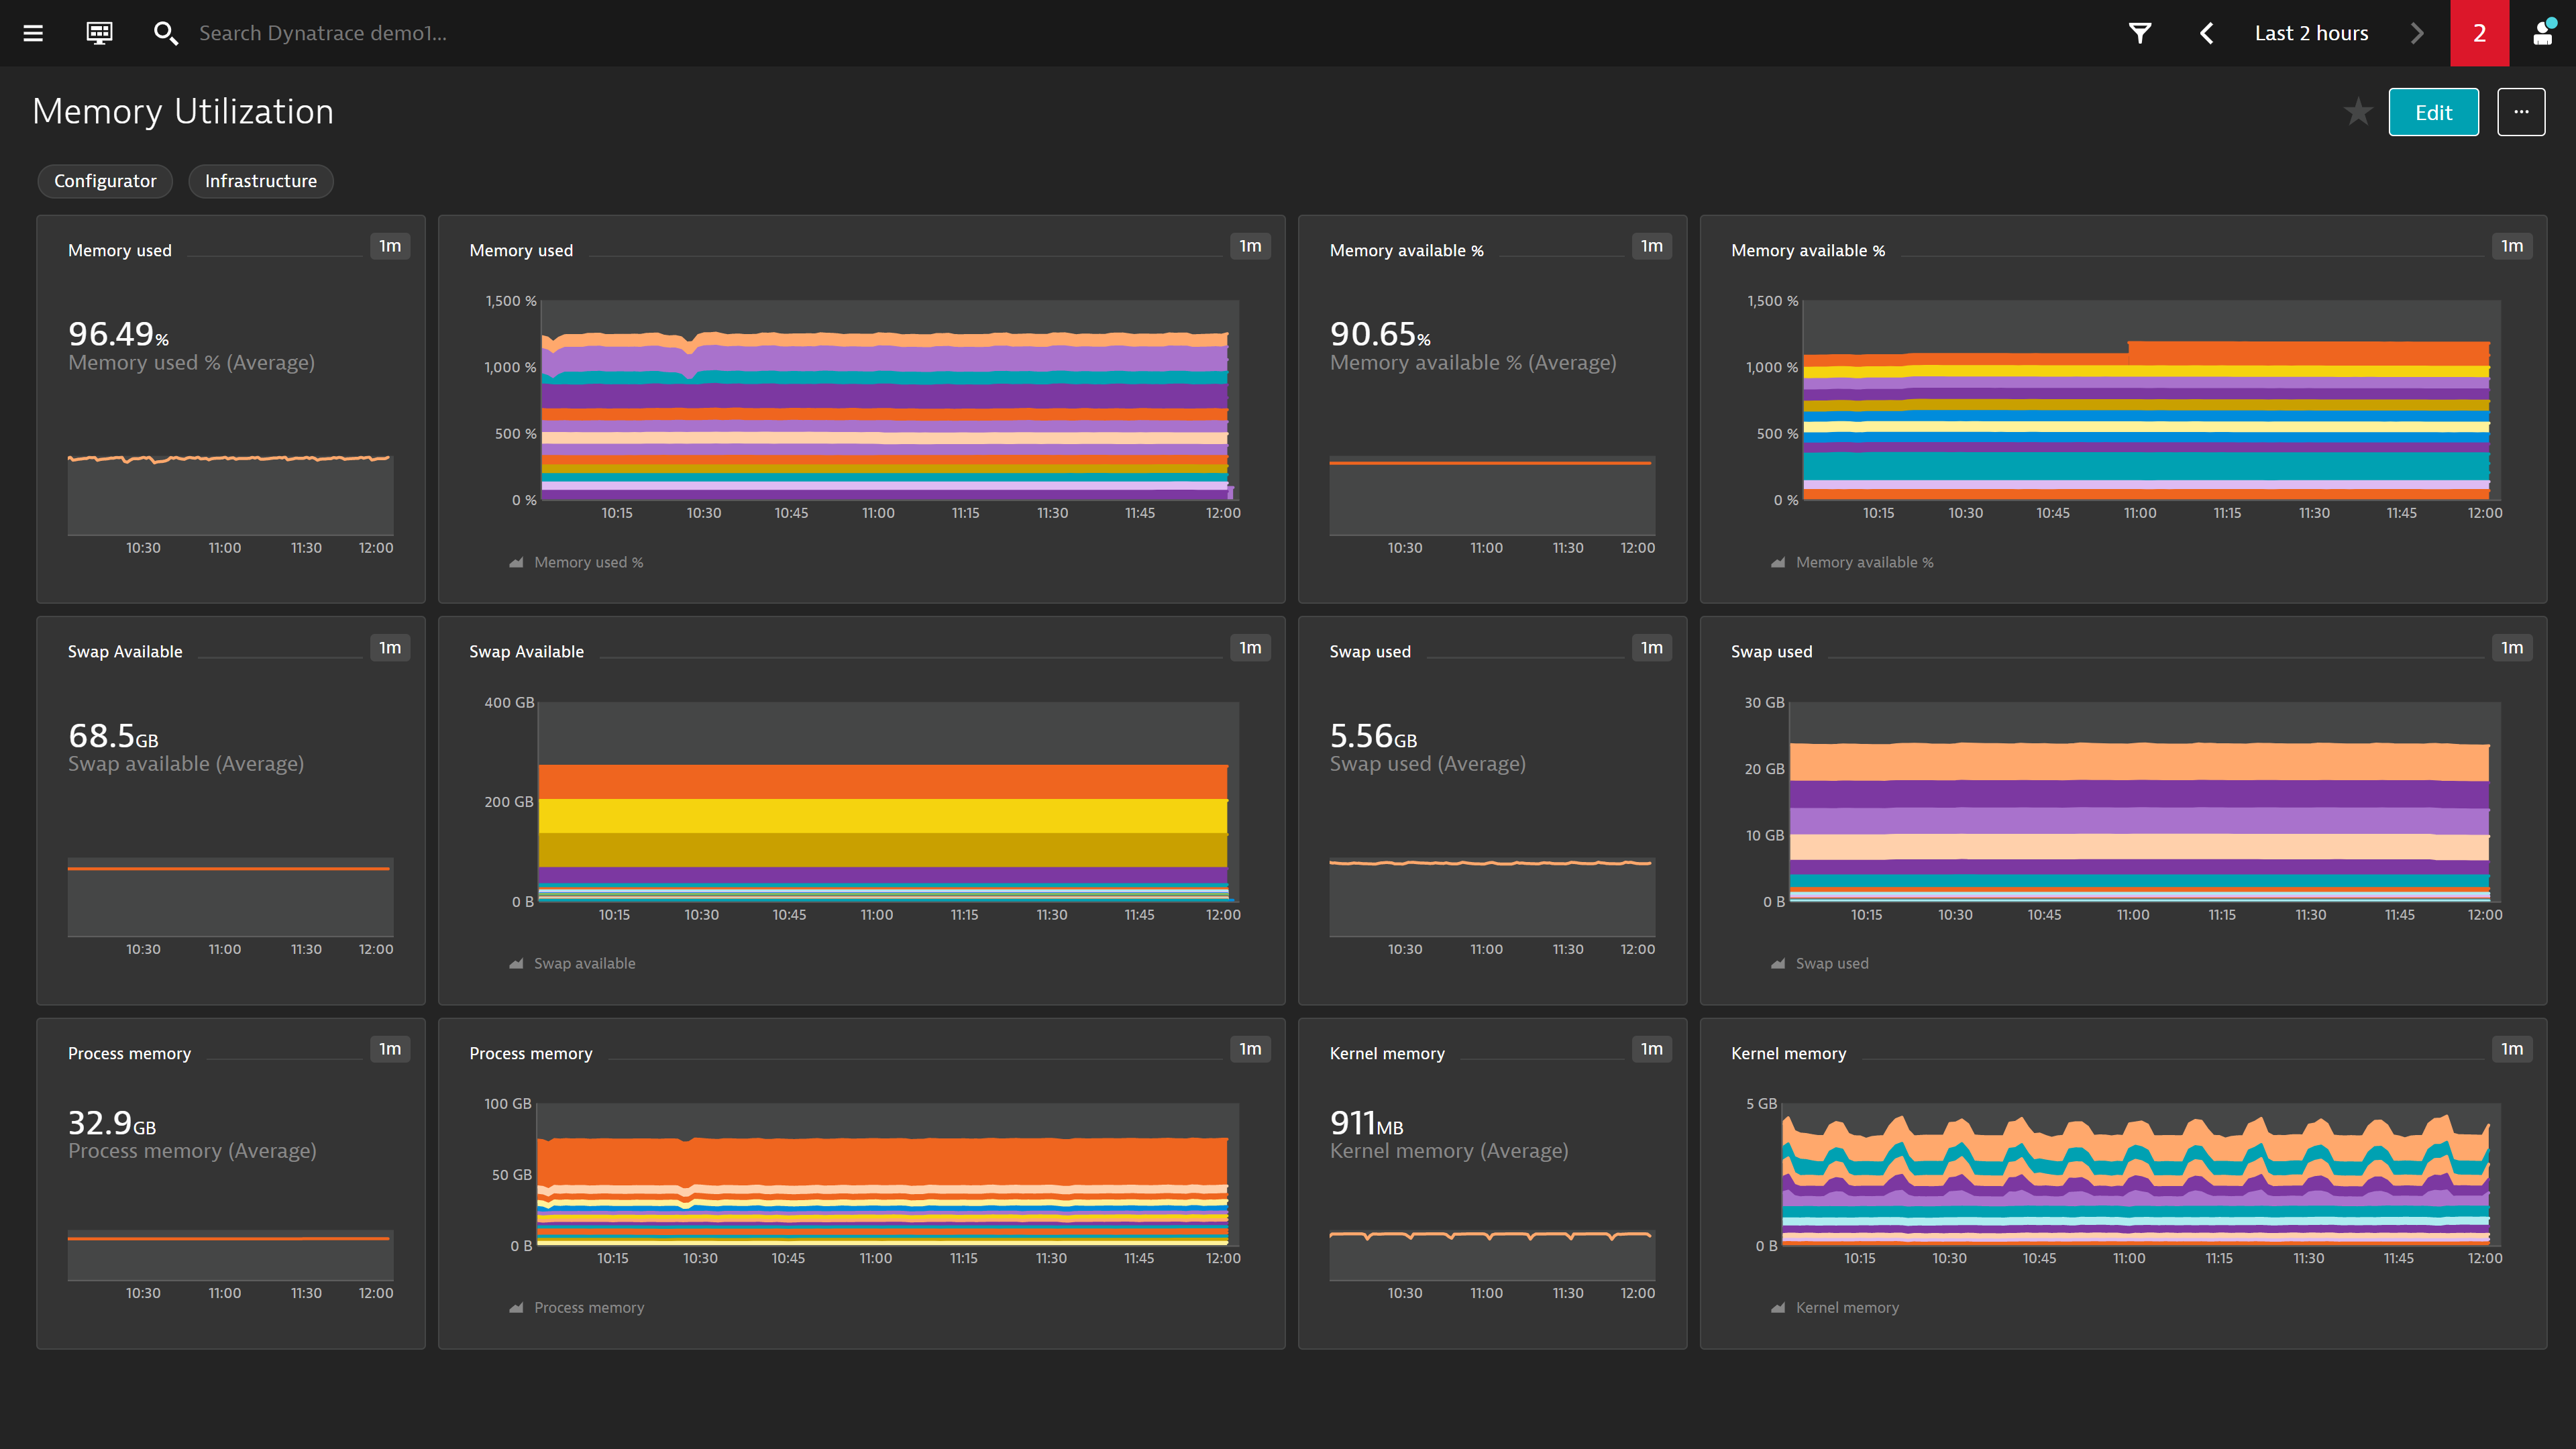 Search Dynatrace demo1...
Last 2 hours
2
Memory Utilization
Edit
...
Configurator
Infrastructure
Memory used
1m
96.49%
Memory used % (Average)
10:30 11:00 11:30 12:00
Memory used
1m
1,500 %
1,000 %
500 %
0 %
10:15 10:30 10:45 11:00 11:15 11:30 11:45 12:00
Memory used %
Memory available %
1m
90.65%
Memory available % (Average)
10:30 11:00 11:30 12:00
Memory available %
1m
1,500 %
1,000 %
500 %
0 %
10:15 10:30 10:45 11:00 11:15 11:30 11:45 12:00
Memory available %
Swap Available
1m
68.5GB
Swap available (Average)
10:30 11:00 11:30 12:00
Swap Available
1m
400 GB
200 GB
0 B
10:15 10:30 10:45 11:00 11:15 11:30 11:45 12:00
Swap available
Swap used
1m
5.56GB
Swap used (Average)
10:30 11:00 11:30 12:00
Swap used
1m
30 GB
20 GB
10 GB
0 B
10:15 10:30 10:45 11:00 11:15 11:30 11:45 12:00
Swap used
Process memory
1m
32.9GB
Process memory (Average)
10:30 11:00 11:30 12:00
Process memory
1m
100 GB
50 GB
0 B
10:15 10:30 10:45 11:00 11:15 11:30 11:45 12:00
Process memory
Kernel memory
1m
911MB
Kernel memory (Average)
10:30 11:00 11:30 12:00
Kernel memory
1m
5 GB
0 B
10:15 10:30 10:45 11:00 11:15 11:30 11:45 12:00
Kernel memory